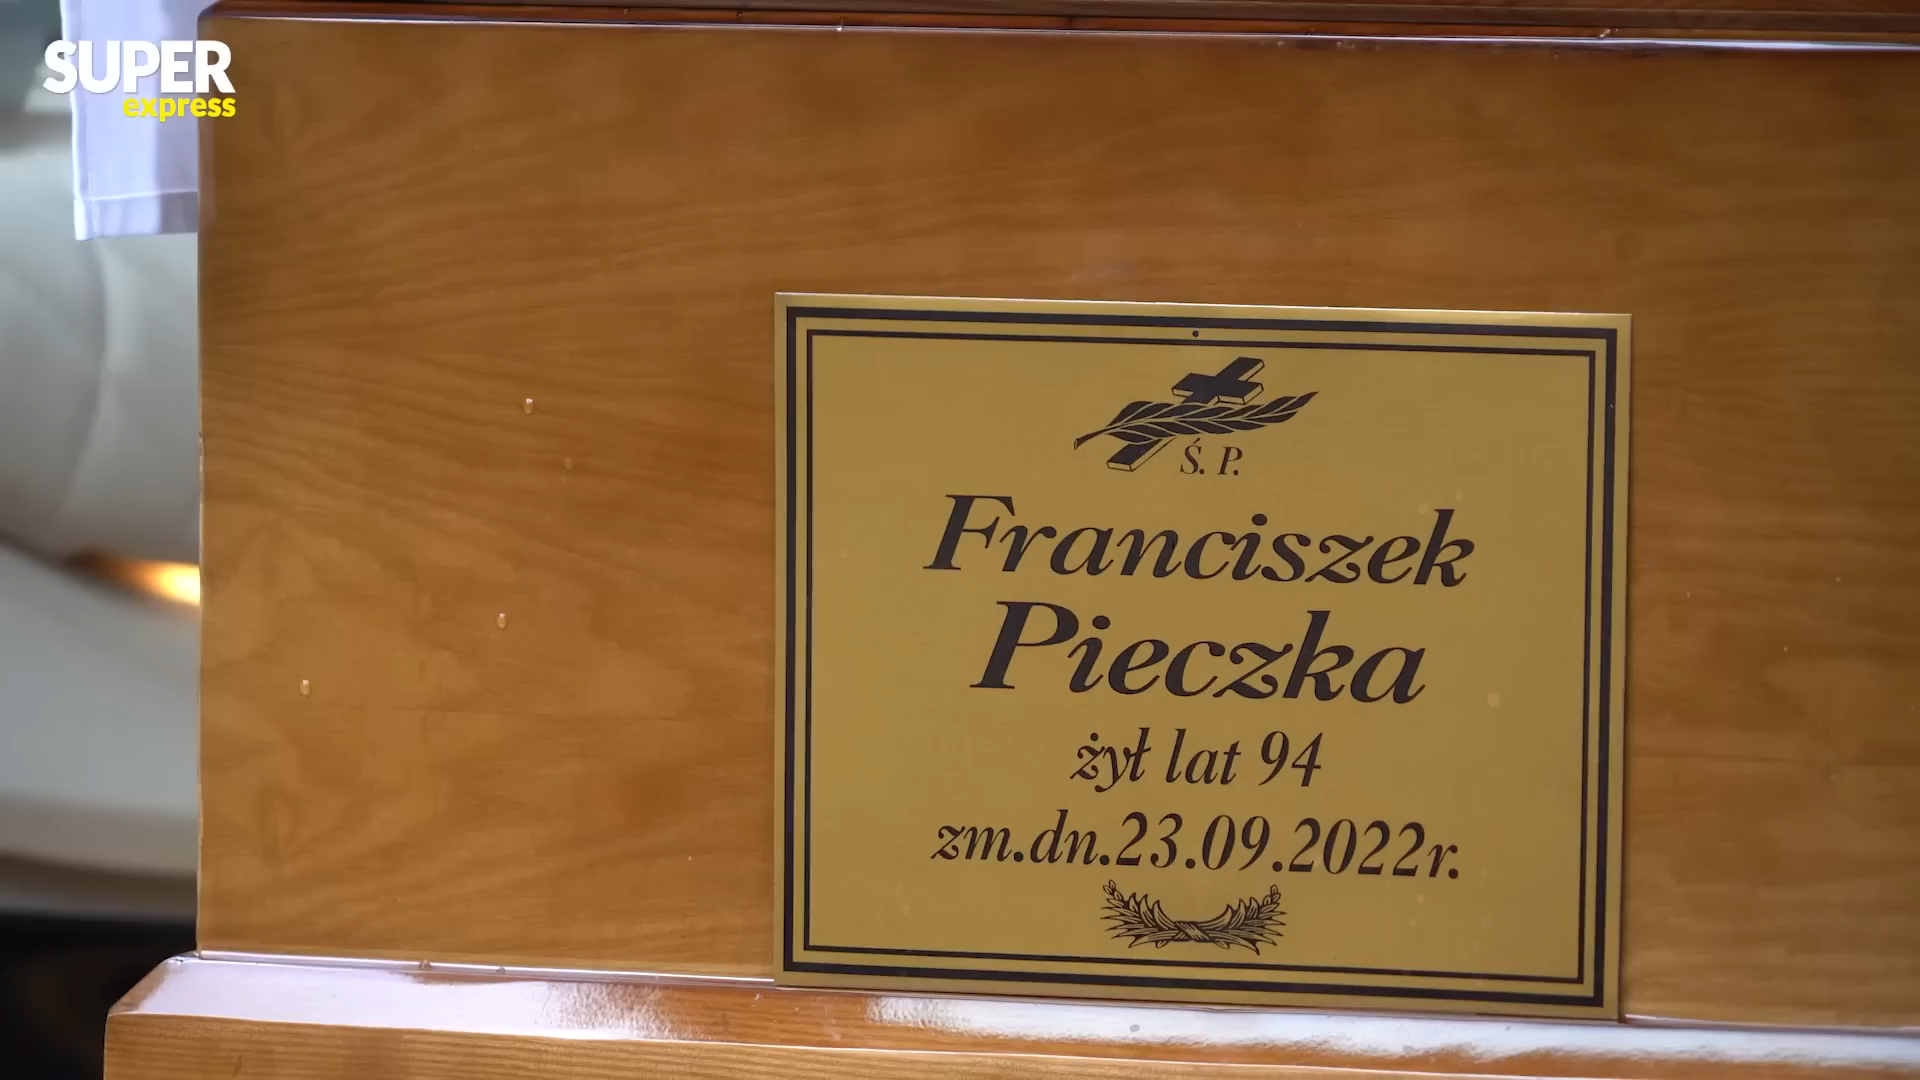 SUPER
express
Ś. P.
Franciszek
Pieczka
żył lat 94
zm.dn.23.09.2022r.